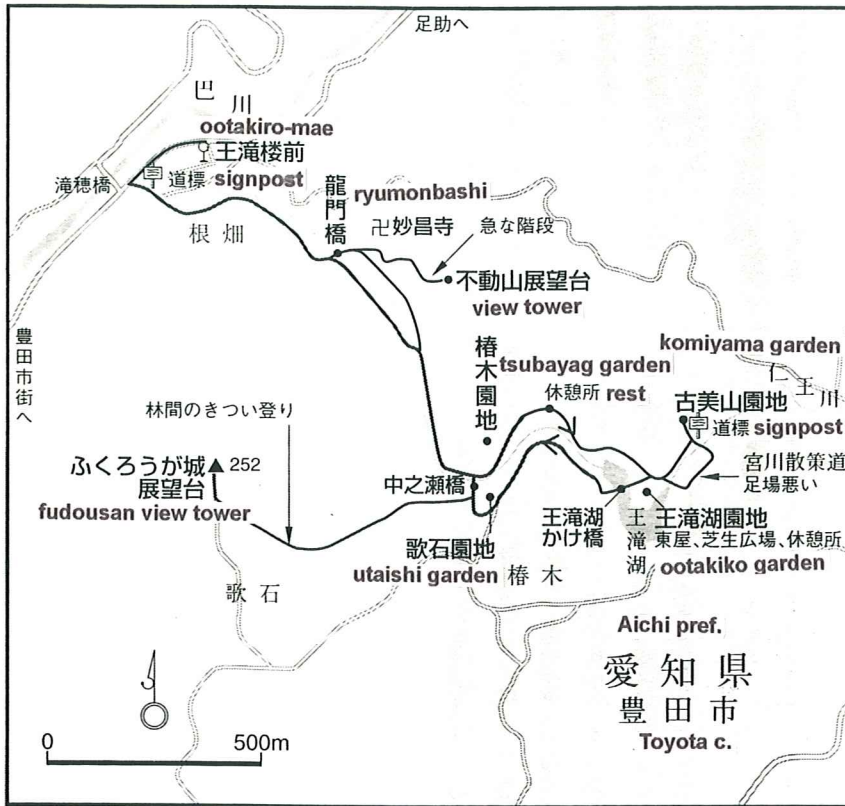 足助へ
巴川
ootakiro-mae
王滝楼前
signpost
道標
滝穂橋
龍門橋
ryumonbashi
根畑
卍妙昌寺
急な階段
不動山展望台
view tower
豊田市街へ
椿木園地
tsubayag garden
休憩所 rest
komiyama garden
仁王川
古美山園地
道標 signpost
宮川散策道
足場悪い
林間のきつい登り
ふくろうが城
展望台
252
fudousan view tower
中之瀬橋
歌石園地
utaishi garden
椿木
王滝湖
かけ橋
王滝湖
王滝湖園地
東屋、芝生広場、休憩所
ootakiko garden
歌石
Aichi pref.
愛知県
豊田市
Toyota c.
0 500m